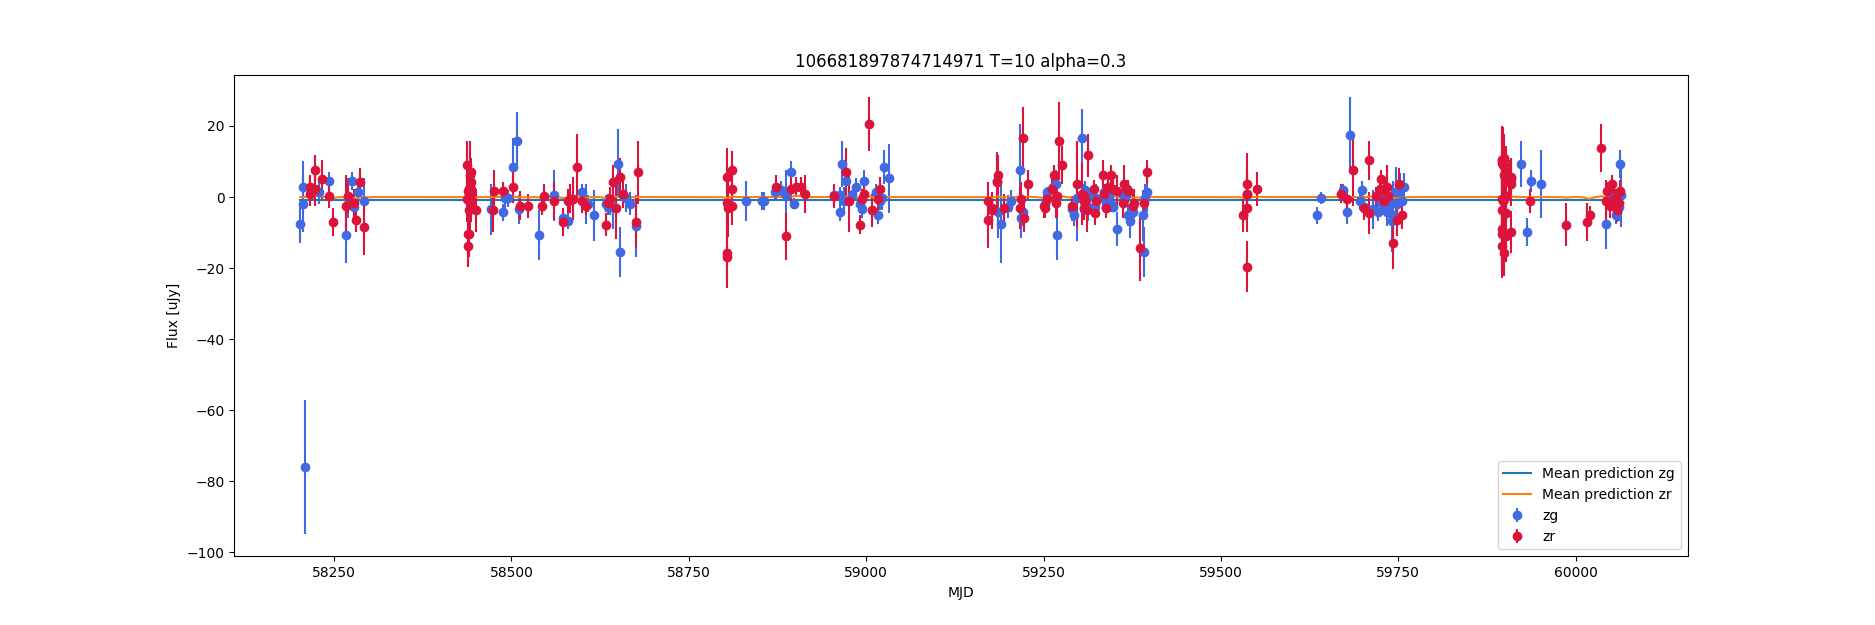 106681897874714971 T=10 alpha=0.3
Flux [uJy]
20
0
−20
−40
−60
−80
−100
58250
58500
58750
59000
59250
59500
59750
60000
MJD
Mean prediction zg
Mean prediction zr
zg
zr